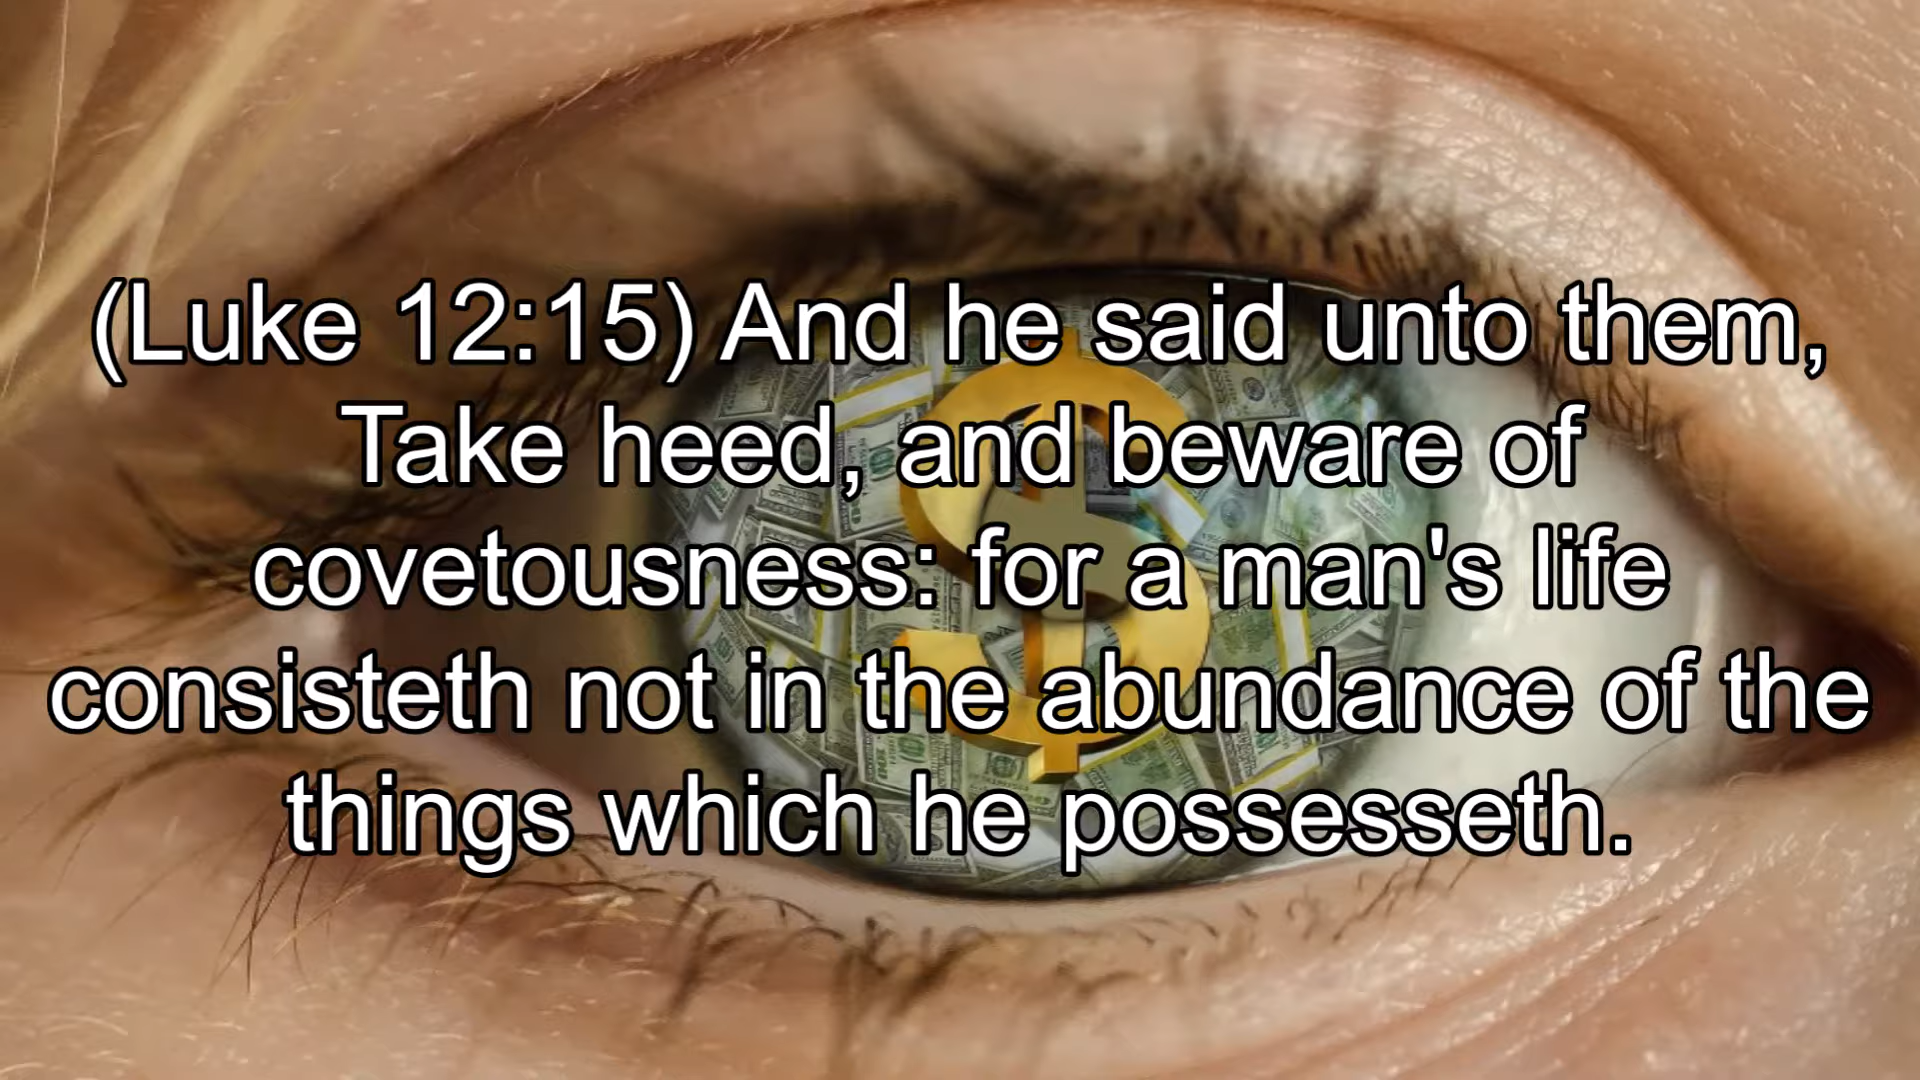 (Luke 12:15) And he said unto them,
Take heed, and beware of
covetousness: for a man's life
consisteth not in the abundance of the
things which he possesseth.